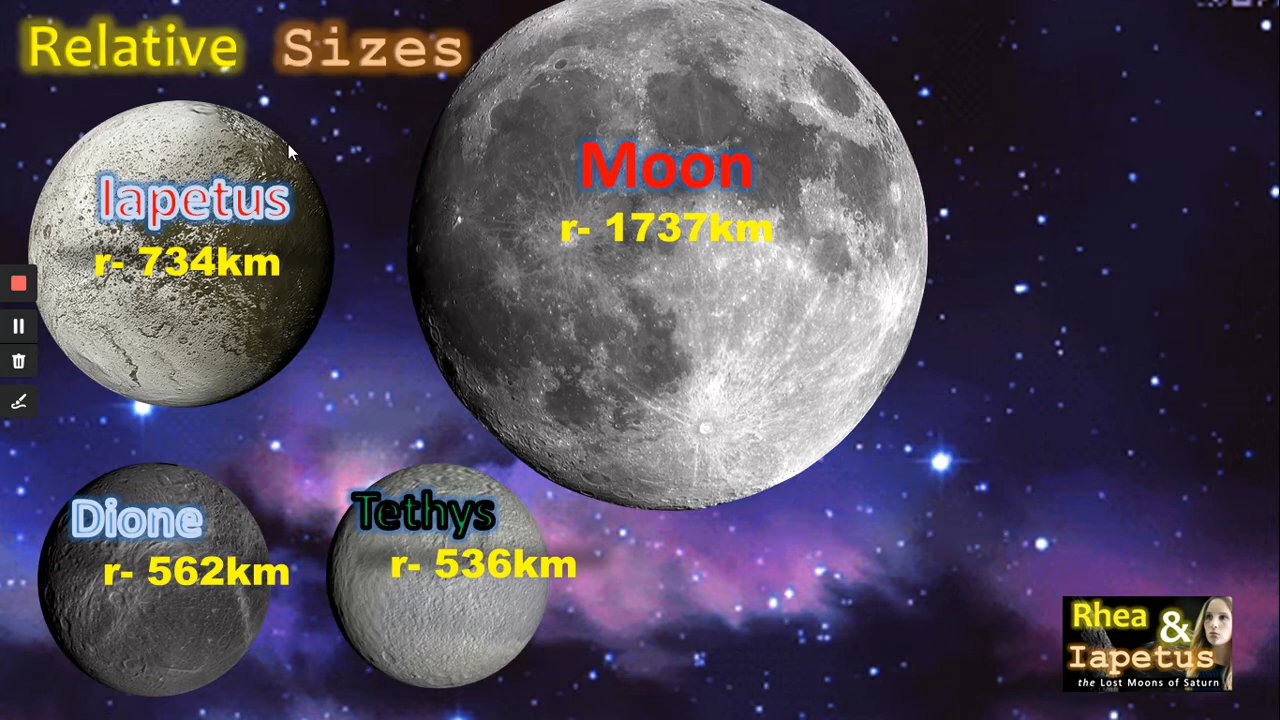 Relative Sizes
Moon
r- 1737km
Iapetus
r- 734km
Dione
r- 562km
Tethys
r- 536km
Rhea
&
Iapetus
the Lost Moons of Saturn